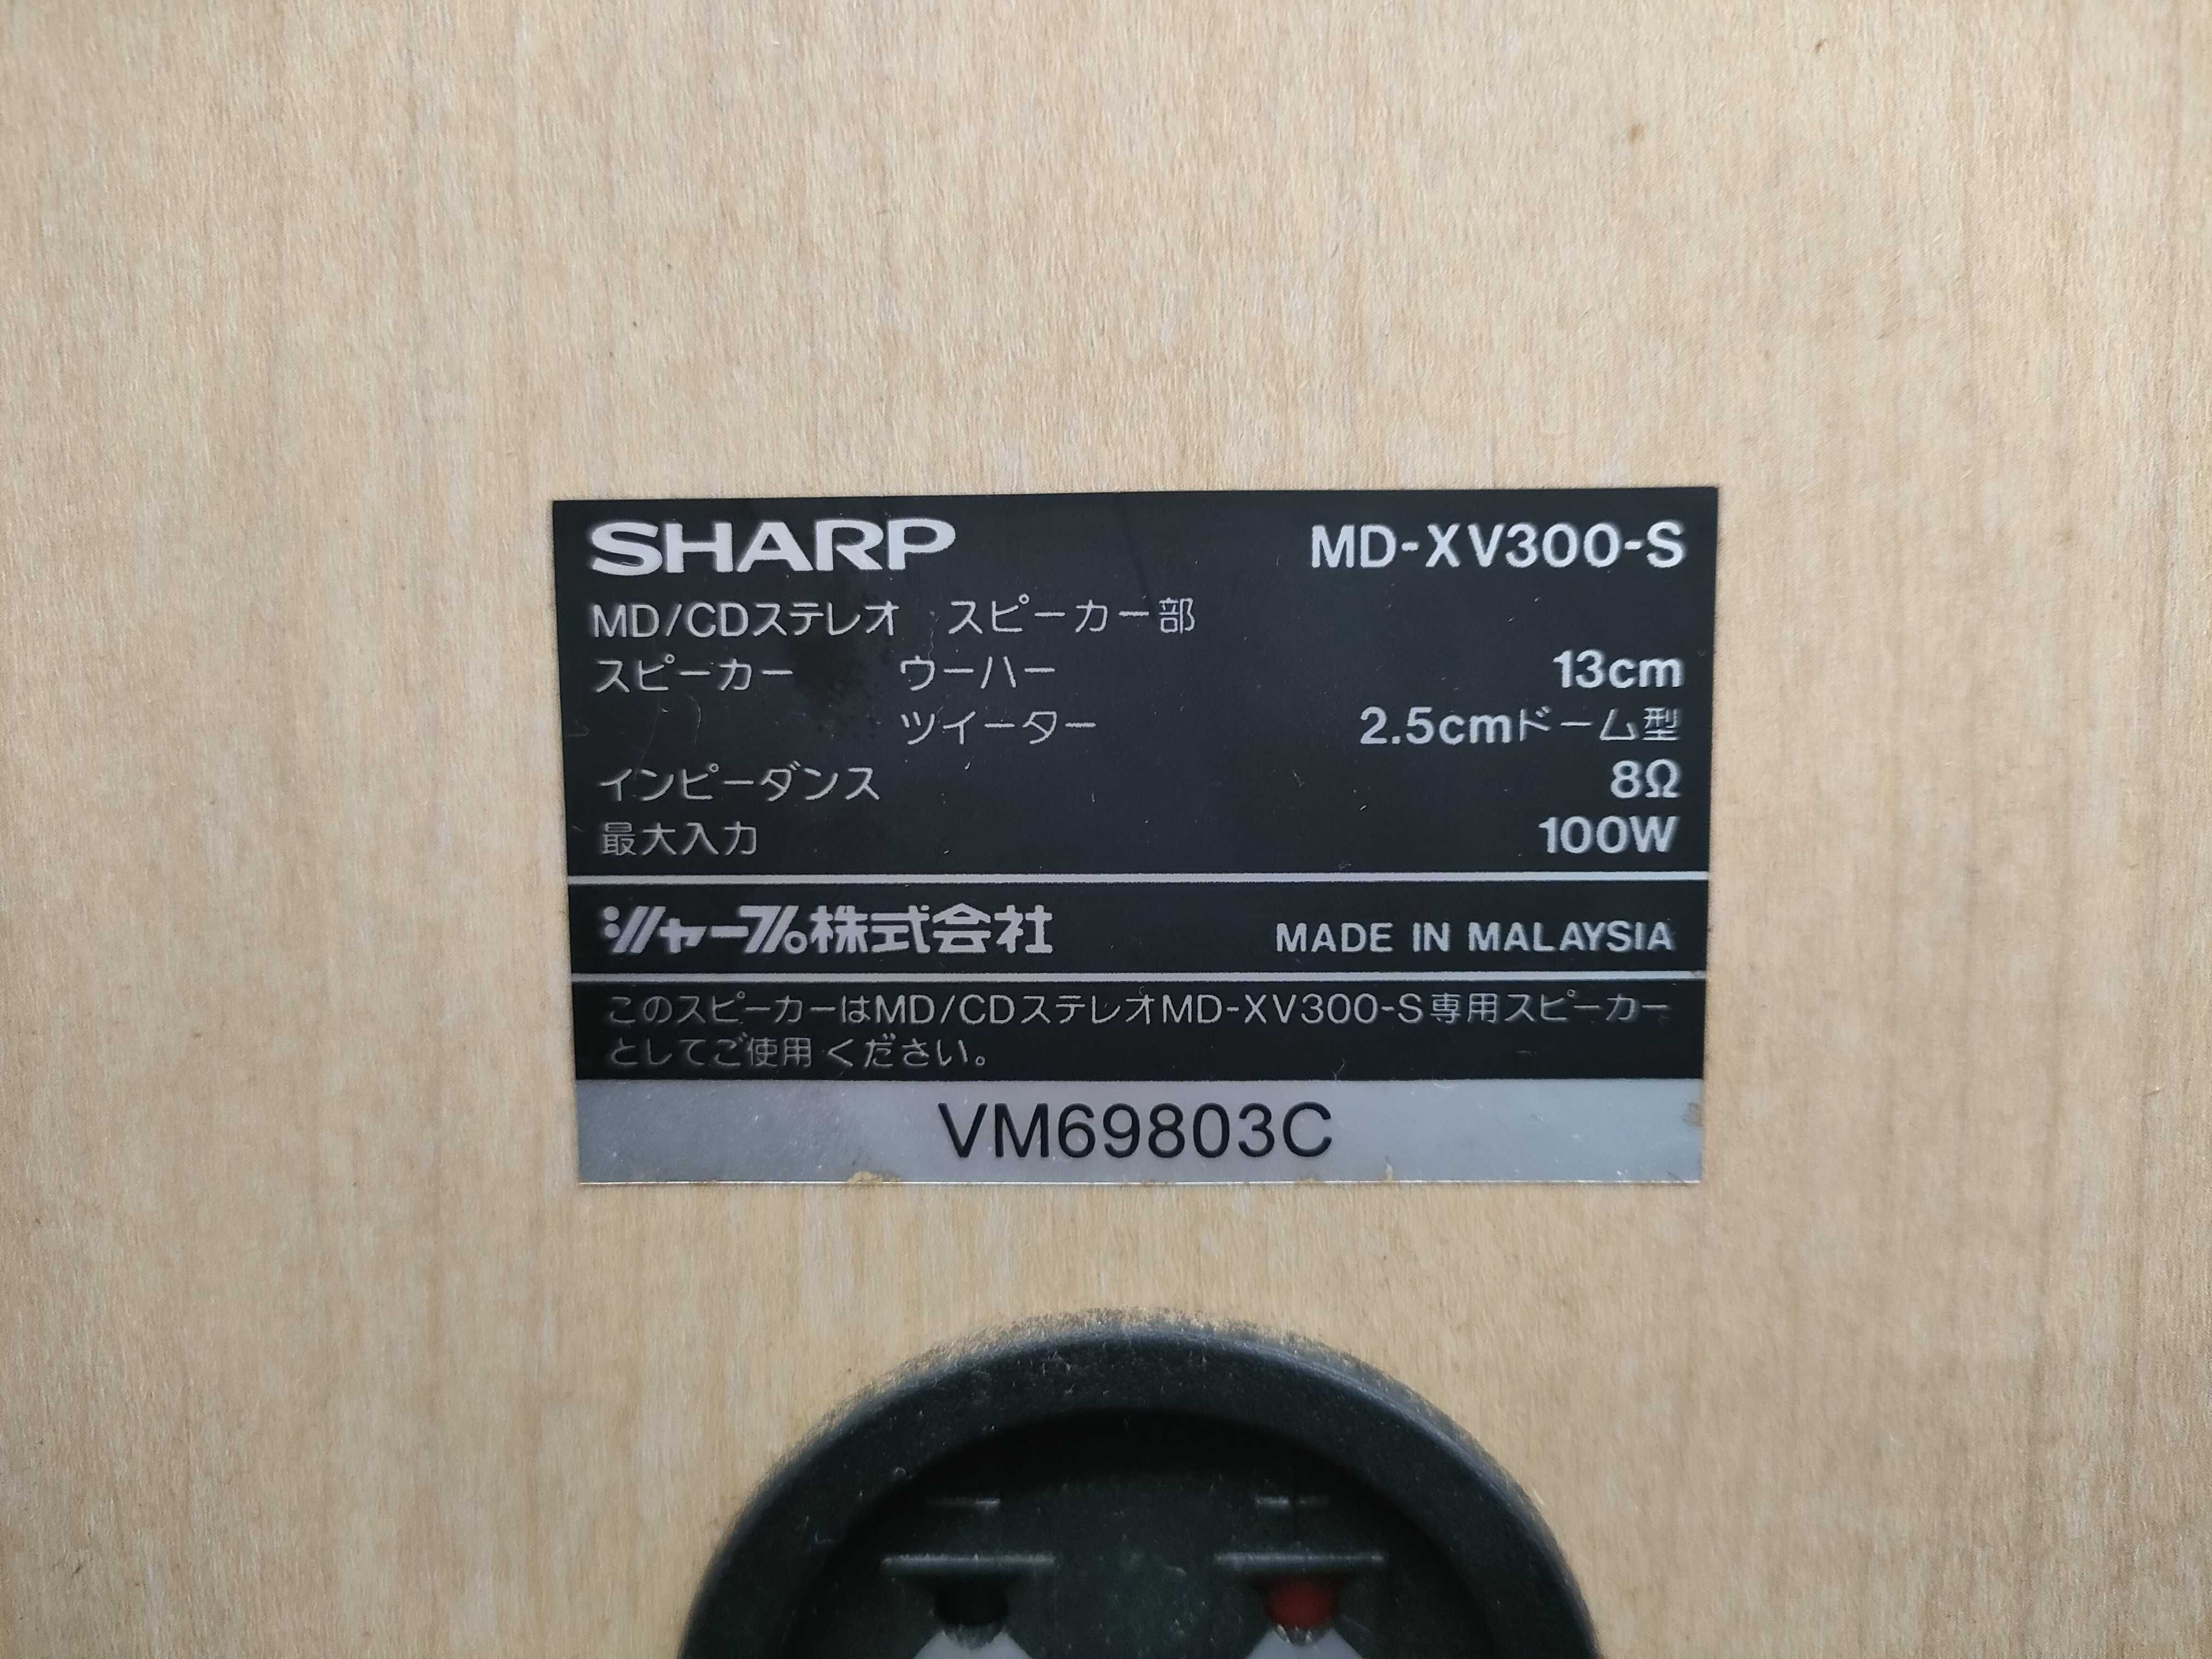 SHARP MD-XV300-S
MD/CDステレオ スピーカー部
スピーカー ウーハー 13cm
ツイーター 2.5cmドーム型
インピーダンス 8Ω
最大入力 100W
シャープ株式会社 MADE IN MALAYSIA
このスピーカーはMD/CDステレオMD-XV300-S専用スピーカー
としてご使用ください。
VM69803C